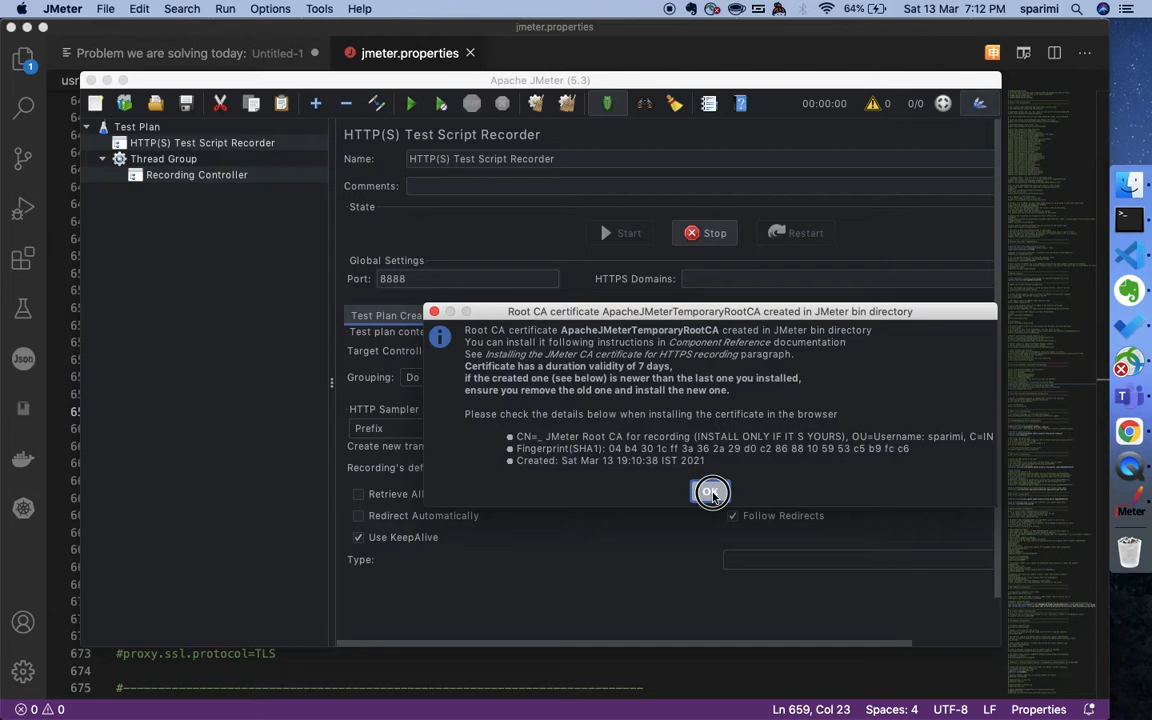 JMeter File Edit Search Run Options Tools Help 64% Sat 13 Mar 7:12 PM sparimi
jmeter.properties
Problem we are solving today: Untitled-1 jmeter.properties
usr
Apache JMeter (5.3)
00:00:00 0 0/0
Test Plan
HTTP(S) Test Script Recorder
Thread Group
Recording Controller
HTTP(S) Test Script Recorder
Name: HTTP(S) Test Script Recorder
Comments:
State
Start Stop Restart
Global Settings
Port: 8888 HTTPS Domains:
Test Plan Crea
Test plan cont
Target Controll
Grouping: Do
HTTP Sampler
Prefix
Create new tran
Recording's def
Retrieve All
Redirect Automatically Follow Redirects
Use KeepAlive
Type:
Root CA certificate ApacheJMeterTemporaryRootCA created in JMeter bin directory
Root CA certificate ApacheJMeterTemporaryRootCA created in JMeter bin directory
You can install it following instructions in Component Reference documentation
See Installing the JMeter CA certificate for HTTPS recording paragraph.
Certificate has a duration validity of 7 days,
if the created one (see below) is newer than the last one you installed,
ensure you remove the old one and install the new one.
Please check the details below when installing the certificate in the browser
CN=_ JMeter Root CA for recording (INSTALL ONLY IF IT S YOURS), OU=Username: sparimi, C=IN
Fingerprint(SHA1): 04 b4 30 1c ff 3a 36 2a 29 d0 c2 86 88 10 59 53 c5 b9 fc c6
Created: Sat Mar 13 19:10:38 IST 2021
OK
673 #proxy.ssl.protocol=TLS
674
675 #---------------------------------------------------------------------------
0 0 Ln 659, Col 23 Spaces: 4 UTF-8 LF Properties
Json
1
JMeter